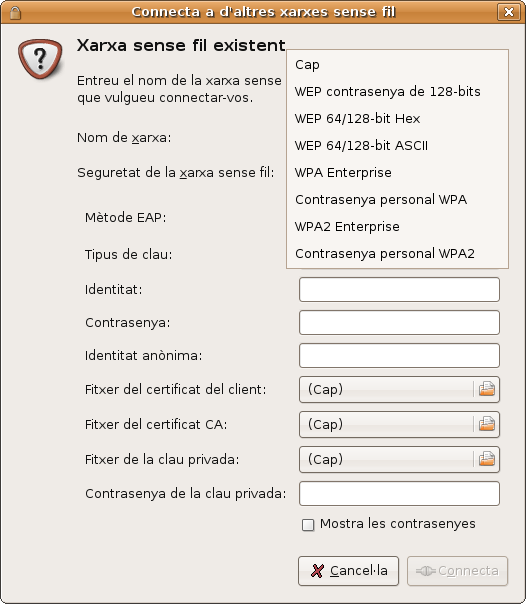 Connecta a d'altres xarxes sense fil
Xarxa sense fil existent
Entreu el nom de la xarxa sense
que vulgueu connectar-vos.
Nom de xarxa:
Seguretat de la xarxa sense fil:
Cap
WEP contrasenya de 128-bits
WEP 64/128-bit Hex
WEP 64/128-bit ASCII
WPA Enterprise
Contrasenya personal WPA
WPA2 Enterprise
Contrasenya personal WPA2
Mètode EAP:
Tipus de clau:
Identitat:
Contrasenya:
Identitat anònima:
Fitxer del certificat del client: (Cap)
Fitxer del certificat CA: (Cap)
Fitxer de la clau privada: (Cap)
Contrasenya de la clau privada:
Mostra les contrasenyes
Cancel·la Connecta